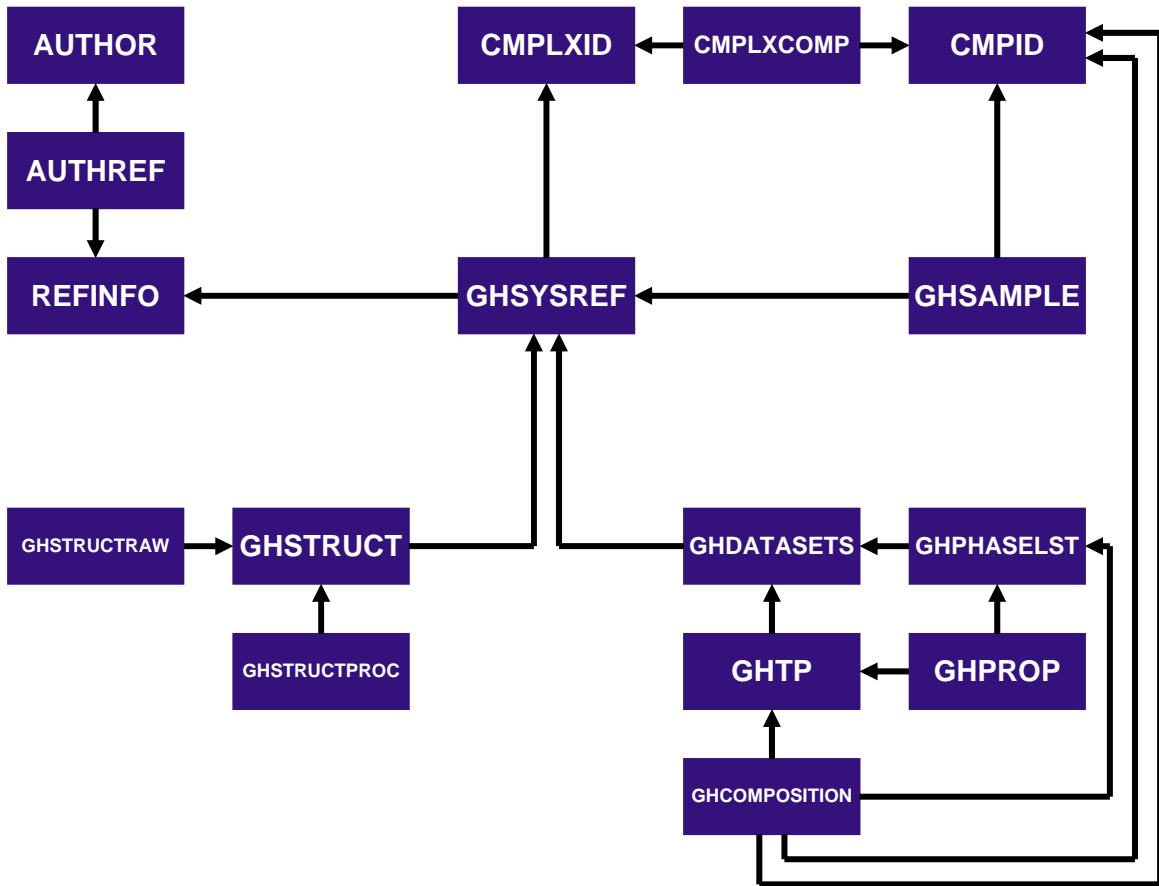 AUTHOR
CMPLXID
CMPLXCOMP
CMPID
AUTHREF
REFINFO
GHSYSREF
GHSAMPLE
GHSTRUCTRAW
GHSTRUCT
GHDATASETS
GHPHASELST
GHSTRUCTPROC
GHTP
GHPROP
GHCOMPOSITION